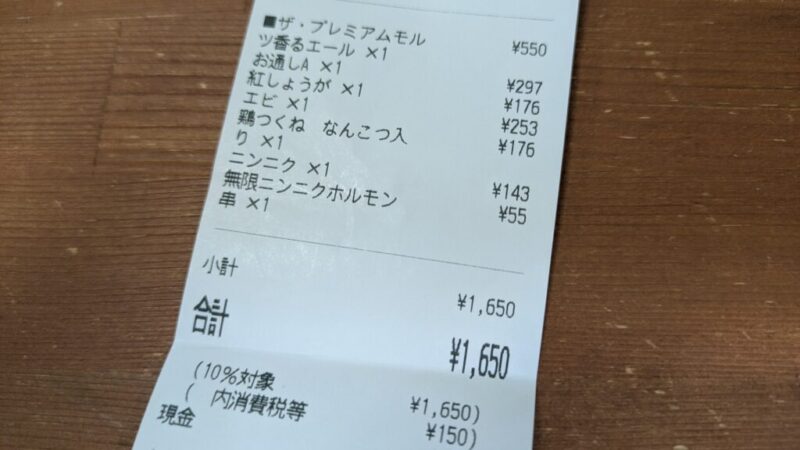 ■ザ・プレミアムモル ¥550
ツ香るエール ×1
お通しA ×1 ¥297
紅しょうが ×1 ¥176
エビ ×1 ¥253
鶏つくね なんこつ入 ¥176
り ×1
ニンニク ×1 ¥143
無限ニンニクホルモン ¥55
串 ×1
小計 ¥1,650
合計 ¥1,650
(10%対象 ¥1,650)
( 内消費税等 ¥150)
現金